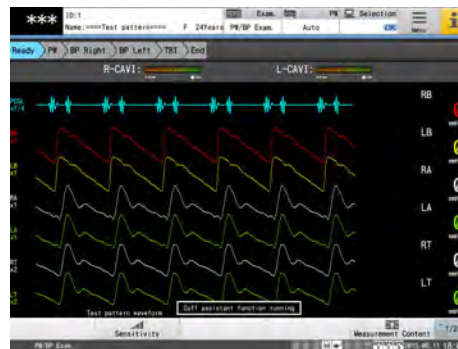 *** ID:1 Exam. PW Selection
Name:====Test pattern==== F 24Years PW/BP Exam. Auto OK Menu
Ready PW BP Right BP Left TBI End
R-CAVI: L-CAVI:
RB
LB
RA
LA
RT
LT
Test pattern waveform Cuff assistant function running
Sensitivity Measurement Content 1/2
PW/BP Exam.